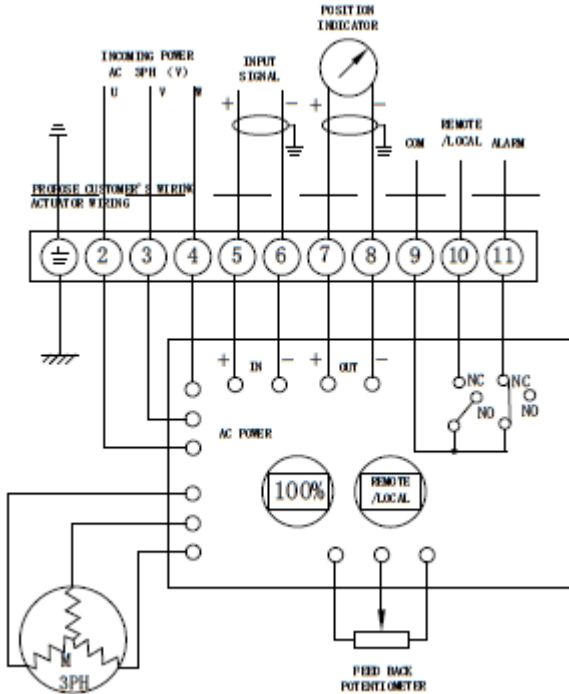 POSITION
INDICATOR
INCOMING POWER
AC 3PH (V)
U V W
INPUT
SIGNAL
+ − + −
COM
REMOTE
/LOCAL
ALARM
PROPOSE CUSTOMER'S WIRING
ACTUATOR WIRING
2 3 4 5 6 7 8 9 10 11
+ IN − + OUT −
NC NC
NO NO
AC POWER
100%
REMOTE
/LOCAL
M
3PH
FEED BACK
POTENTIOMETER